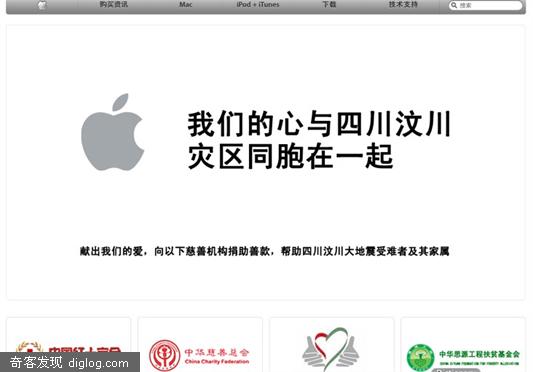 购买资讯 Mac iPod + iTunes 下载 技术支持 搜索
我们的心与四川汶川
灾区同胞在一起
献出我们的爱，向以下慈善机构捐助善款，帮助四川汶川大地震受难者及其家属
中国红十字会
中华慈善总会
China Charity Federation
中华思源工程扶贫基金会
奇客发现 diglog.com